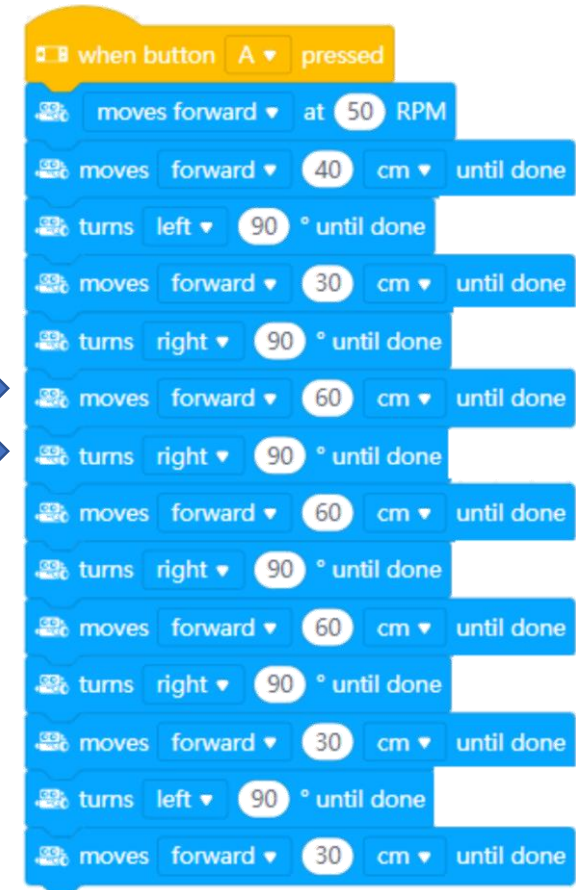 when button A pressed
moves forward at 50 RPM
moves forward 40 cm until done
turns left 90 ° until done
moves forward 30 cm until done
turns right 90 ° until done
moves forward 60 cm until done
turns right 90 ° until done
moves forward 60 cm until done
turns right 90 ° until done
moves forward 60 cm until done
turns right 90 ° until done
moves forward 30 cm until done
turns left 90 ° until done
moves forward 30 cm until done